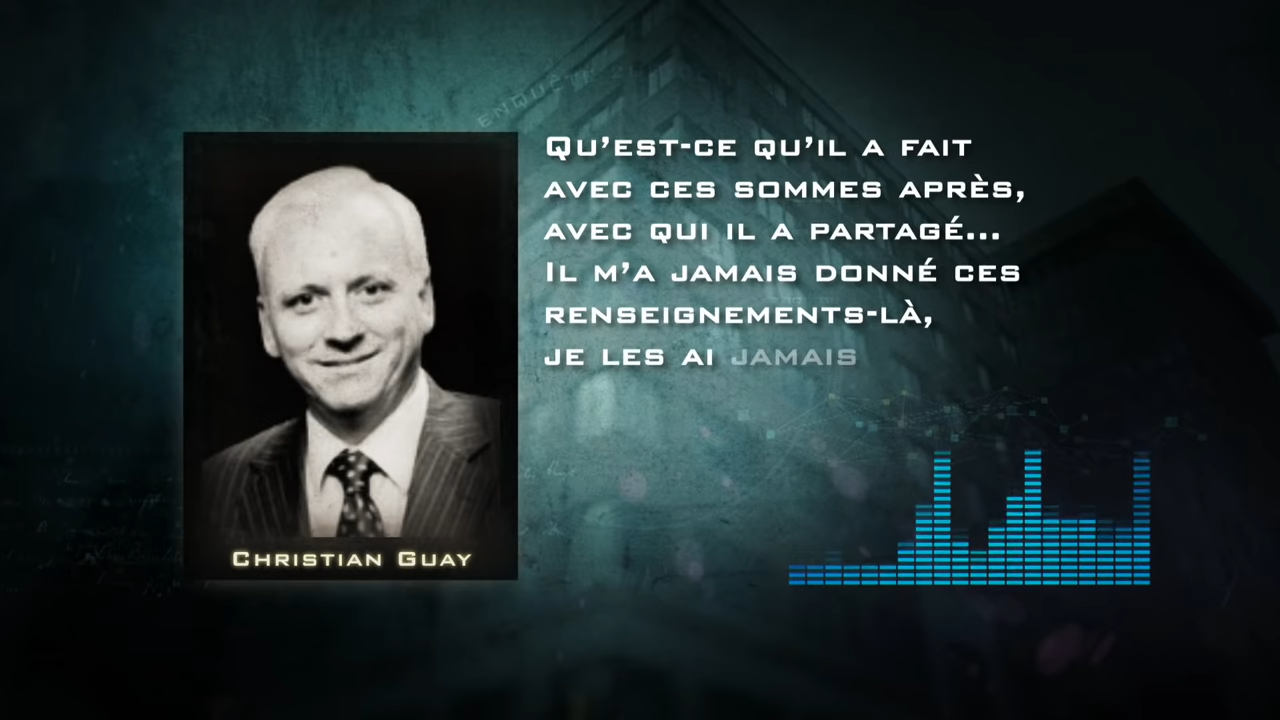 ENQUÊTE
Qu'est-ce qu'il a fait
avec ces sommes après,
avec qui il a partagé...
Il m'a jamais donné ces
renseignements-là,
je les ai jamais
Christian Guay